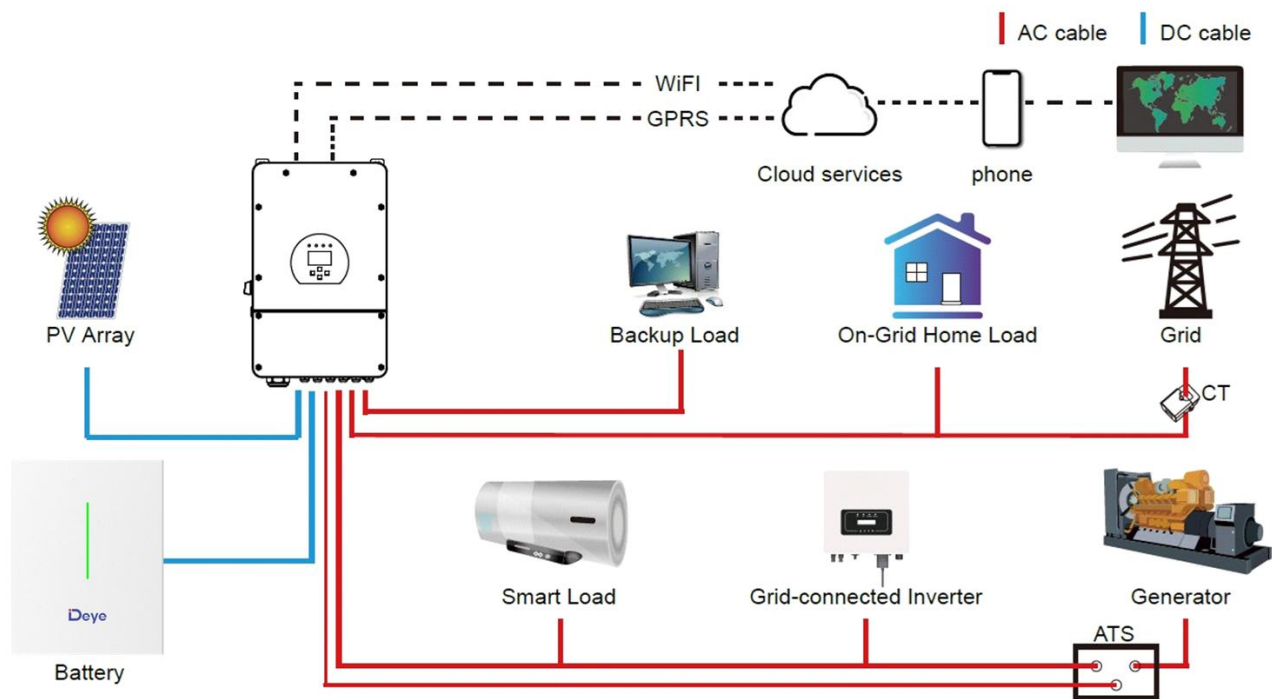 AC cable
DC cable
WiFI
GPRS
Cloud services
phone
PV Array
Backup Load
On-Grid Home Load
Grid
CT
Deye
Battery
Smart Load
Grid-connected Inverter
Generator
ATS